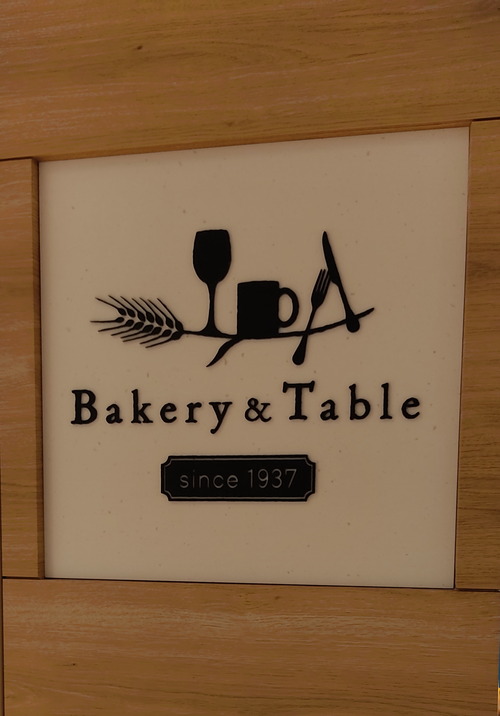 Bakery & Table
since 1937